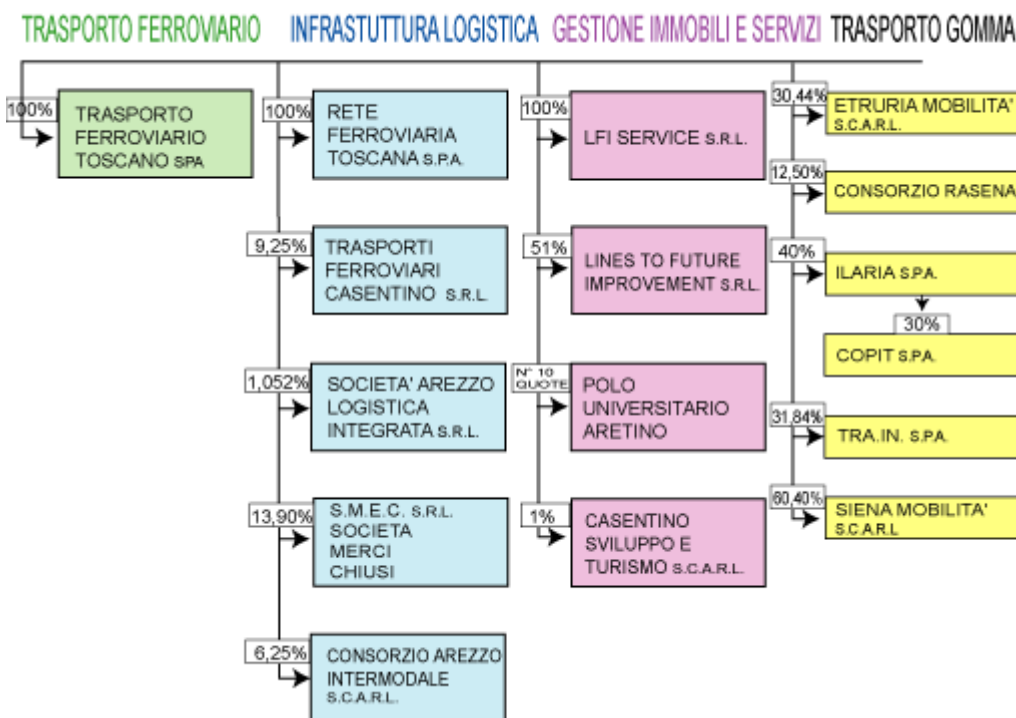 TRASPORTO FERROVIARIO
INFRASTUTTURA LOGISTICA
GESTIONE IMMOBILI E SERVIZI
TRASPORTO GOMMA
100%
TRASPORTO
FERROVIARIO
TOSCANO SPA
100%
RETE
FERROVIARIA
TOSCANA S.P.A.
9,25%
TRASPORTI
FERROVIARI
CASENTINO S.R.L.
1,052%
SOCIETA' AREZZO
LOGISTICA
INTEGRATA S.R.L.
13,90%
S.M.E.C. S.R.L.
SOCIETA
MERCI
CHIUSI
6,25%
CONSORZIO AREZZO
INTERMODALE
S.C.A.R.L.
100%
LFI SERVICE S.R.L.
51%
LINES TO FUTURE
IMPROVEMENT S.R.L.
N° 10
QUOTE
POLO
UNIVERSITARIO
ARETINO
1%
CASENTINO
SVILUPPO E
TURISMO S.C.A.R.L.
30,44%
ETRURIA MOBILITA'
S.C.A.R.L.
12,50%
CONSORZIO RASENA
40%
ILARIA S.P.A.
30%
COPIT S.P.A.
31,84%
TRA.IN. S.P.A.
60,40%
SIENA MOBILITA'
S.C.A.R.L